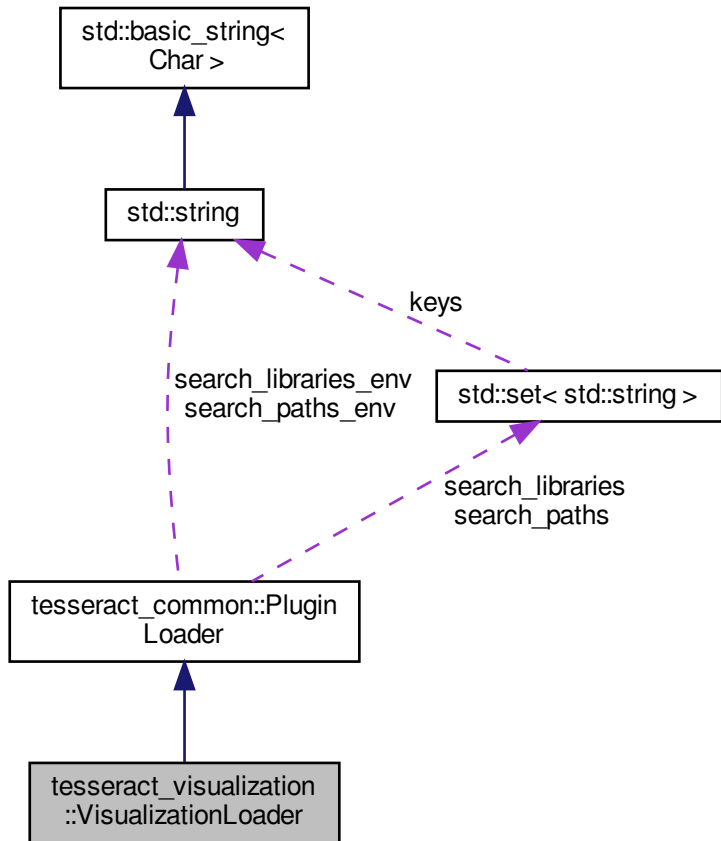 std::basic_string<
Char >
std::string
keys
search_libraries_env
search_paths_env
std::set< std::string >
search_libraries
search_paths
tesseract_common::Plugin
Loader
tesseract_visualization
::VisualizationLoader